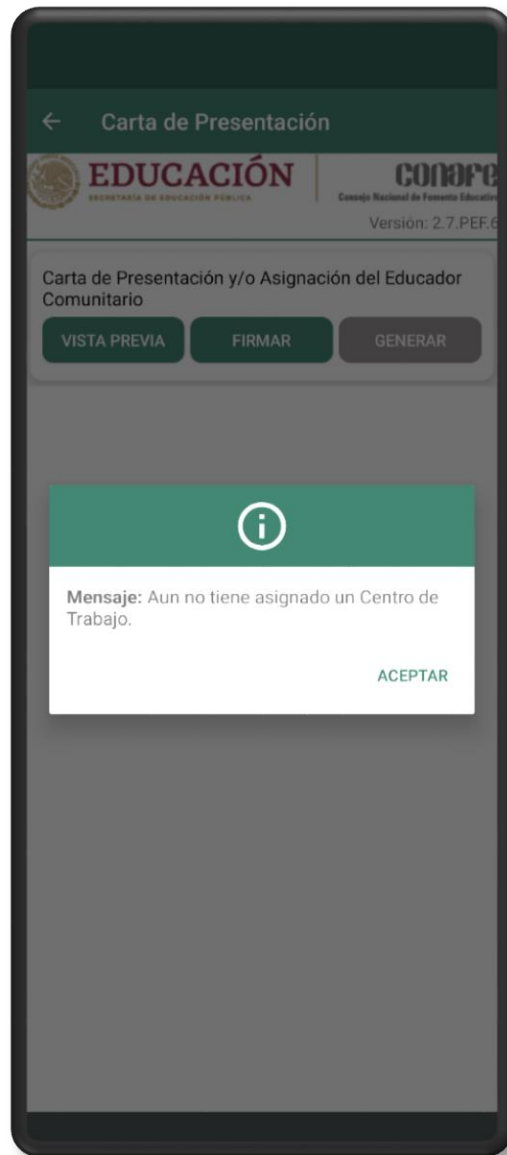 Carta de Presentación
EDUCACIÓN
SECRETARÍA DE EDUCACIÓN PÚBLICA
CONAFE
Consejo Nacional de Fomento Educativo
Versión: 2.7.PEF.6
Carta de Presentación y/o Asignación del Educador
Comunitario
VISTA PREVIA
FIRMAR
GENERAR
Mensaje: Aun no tiene asignado un Centro de
Trabajo.
ACEPTAR